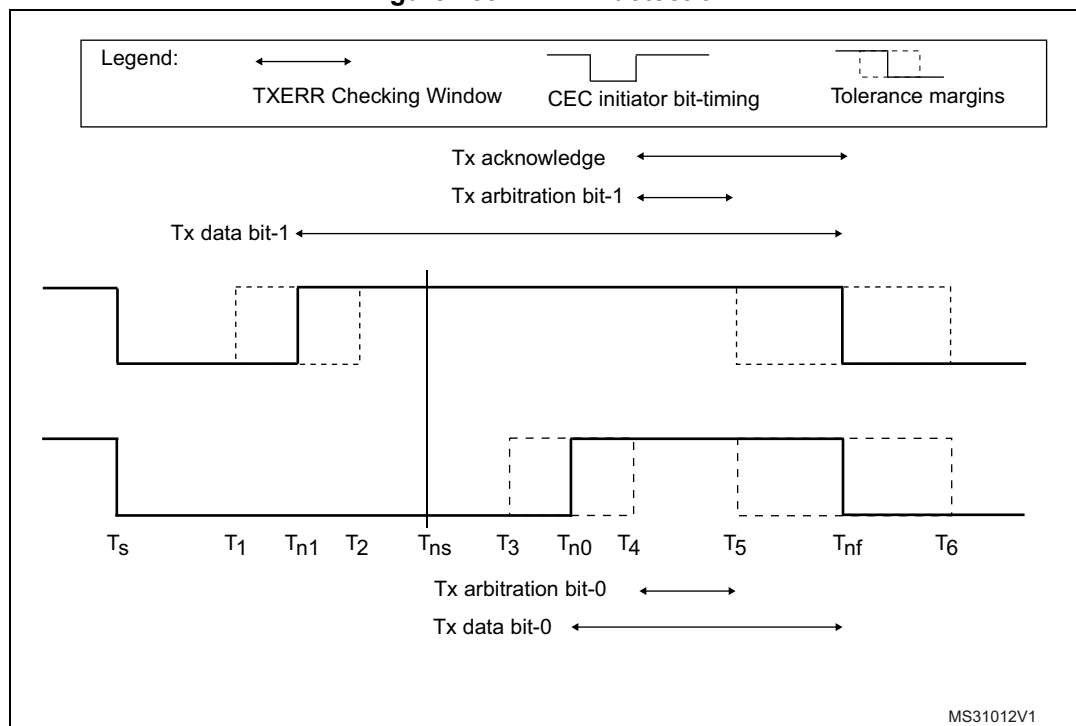 Legend:
TXERR Checking Window
CEC initiator bit-timing
Tolerance margins
Tx acknowledge
Tx arbitration bit-1
Tx data bit-1
Ts T1 Tn1 T2 Tns T3 Tn0 T4 T5 Tnf T6
Tx arbitration bit-0
Tx data bit-0
MS31012V1